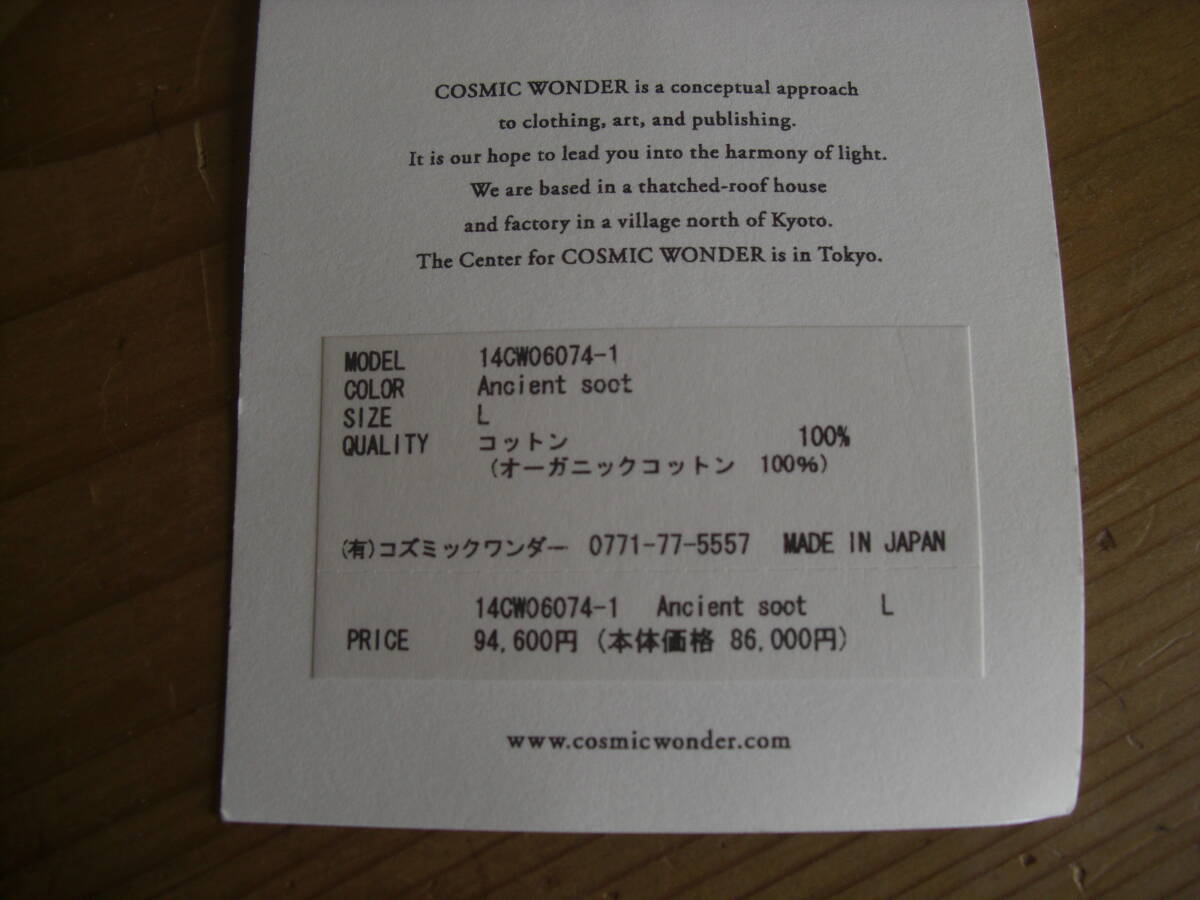 COSMIC WONDER is a conceptual approach
to clothing, art, and publishing.
It is our hope to lead you into the harmony of light.
We are based in a thatched-roof house
and factory in a village north of Kyoto.
The Center for COSMIC WONDER is in Tokyo.
MODEL 14CW06074-1
COLOR Ancient soot
SIZE L
QUALITY コットン 100%
(オーガニックコットン 100%)
(有)コズミックワンダー 0771-77-5557 MADE IN JAPAN
14CW06074-1 Ancient soot L
PRICE 94,600円 (本体価格 86,000円)
www.cosmicwonder.com